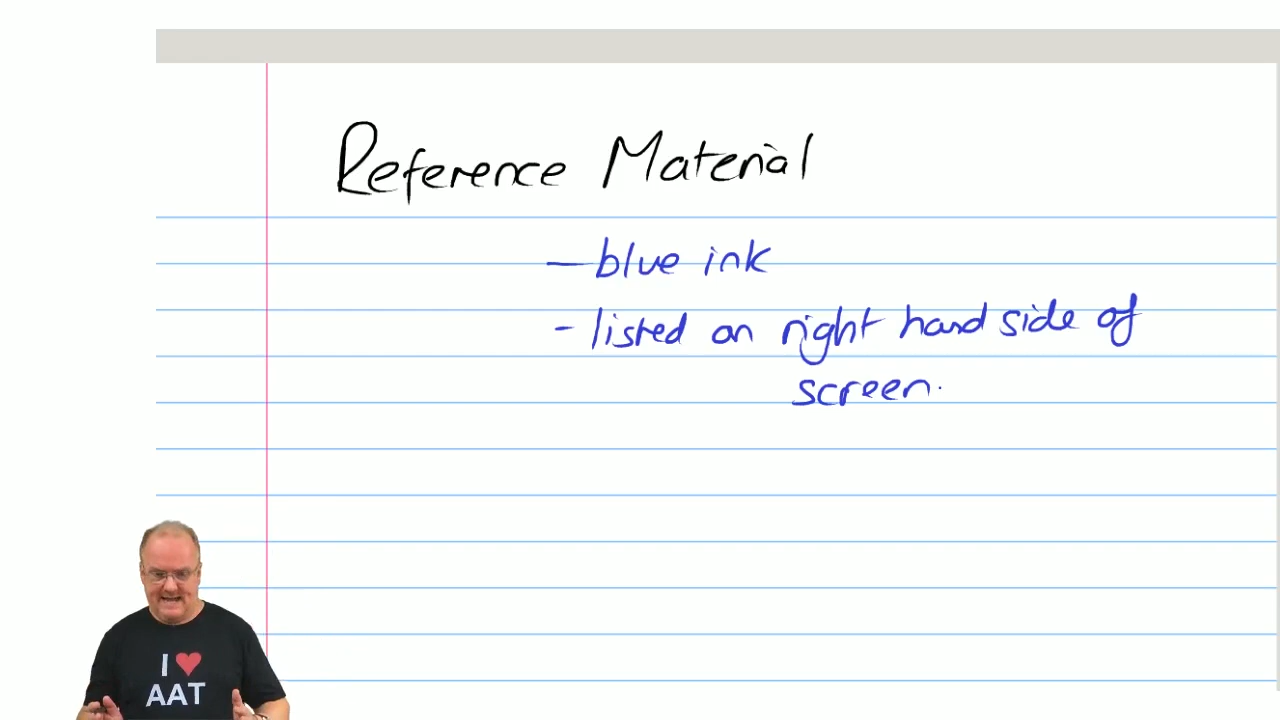 Reference Material
— blue ink
- listed on right hand side of
screen.
I ❤ AAT